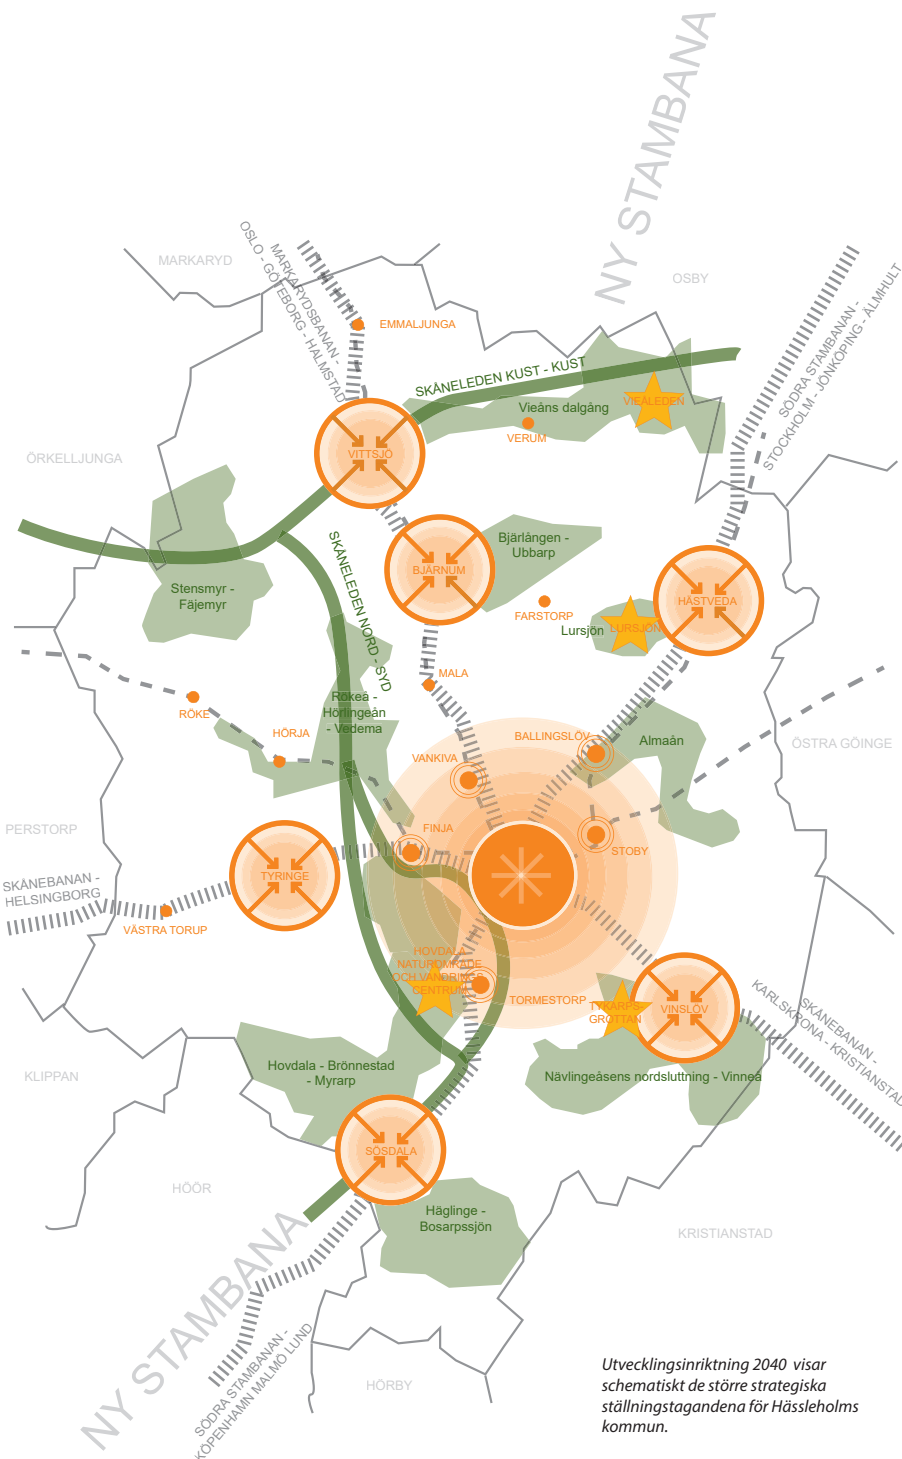 NY STAMBANA
MARKARYD
OSLO - GÖTEBORG - HALMSTAD
MARKARYDSBANAN -
OSBY
SÖDRA STAMBANAN -
STOCKHOLM - JÖNKÖPING - ÄLMHULT
EMMALJUNGA
SKÅNELEDEN KUST - KUST
Vieåns dalgång
VIEÅLEDEN
VERUM
VITTSJÖ
ÖRKELLJUNGA
SKÅNELEDEN NORD - SYD
Bjärlången -
Ubbarp
BJÄRNUM
Stensmyr -
Fäjemyr
HÄSTVEDA
FARSTORP
Lursjön
LURSJÖN
MALA
Rökeå -
Hörlingeån
- Vedema
RÖKE
HÖRJA
BALLINGSLÖV
Almaån
ÖSTRA GÖINGE
VANKIVA
PERSTORP
FINJA
STOBY
TYRINGE
SKÅNEBANAN -
HELSINGBORG
VÄSTRA TORUP
HOVDALA
NATUROMRÅDE
OCH VANDRINGS
CENTRUM
TORMESTORP
TYKARPS-
GROTTAN
VINSLÖV
SKÅNEBANAN -
KARLSKRONA - KRISTIANSTAD
KLIPPAN
Hovdala - Brönnestad
- Myrarp
Nävlingeåsens nordsluttning - Vinneå
SÖSDALA
HÖÖR
Häglinge -
Bosarpssjön
KRISTIANSTAD
NY STAMBANA
SÖDRA STAMBANAN -
KÖPENHAMN MALMÖ LUND
HÖRBY
Utvecklingsinriktning 2040 visar
schematiskt de större strategiska
ställningstagandena för Hässleholms
kommun.